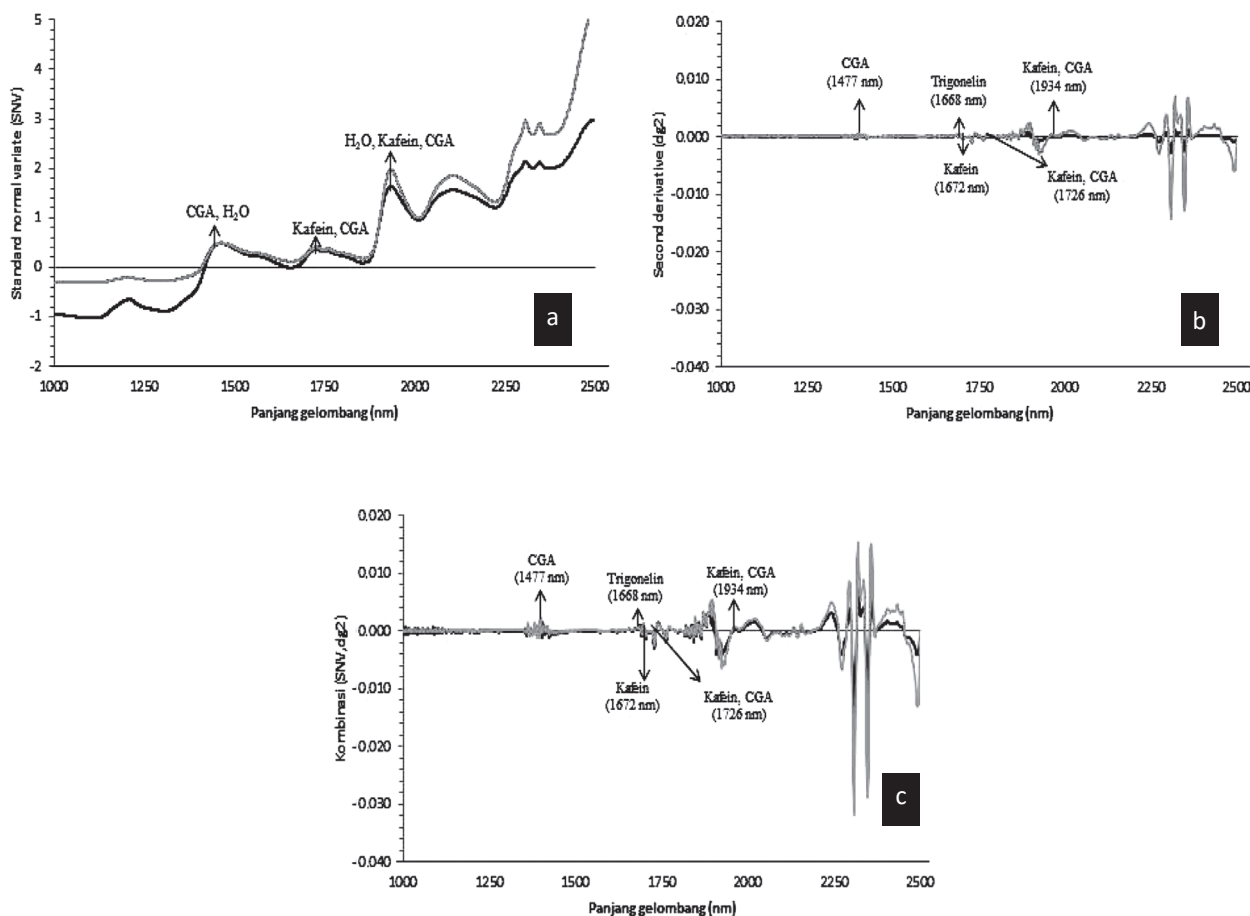 5
4
3
2
1
0
-1
-2
Standard normal variate (SNV)
H₂O, Kafein, CGA
CGA, H₂O
Kafein, CGA
a
1000 1250 1500 1750 2000 2250 2500
Panjang gelombang (nm)
0.020
0.010
0.000
-0.010
-0.020
-0.030
-0.040
Second derivative (dg2)
CGA
(1477 nm)
Trigonelin
(1668 nm)
Kafein, CGA
(1934 nm)
Kafein
(1672 nm)
Kafein, CGA
(1726 nm)
b
1000 1250 1500 1750 2000 2250 2500
Panjang gelombang (nm)
0.020
0.010
0.000
-0.010
-0.020
-0.030
-0.040
Kombinasi (SNV,dg2)
CGA
(1477 nm)
Trigonelin
(1668 nm)
Kafein, CGA
(1934 nm)
Kafein
(1672 nm)
Kafein, CGA
(1726 nm)
c
1000 1250 1500 1750 2000 2250 2500
Panjang gelombang (nm)